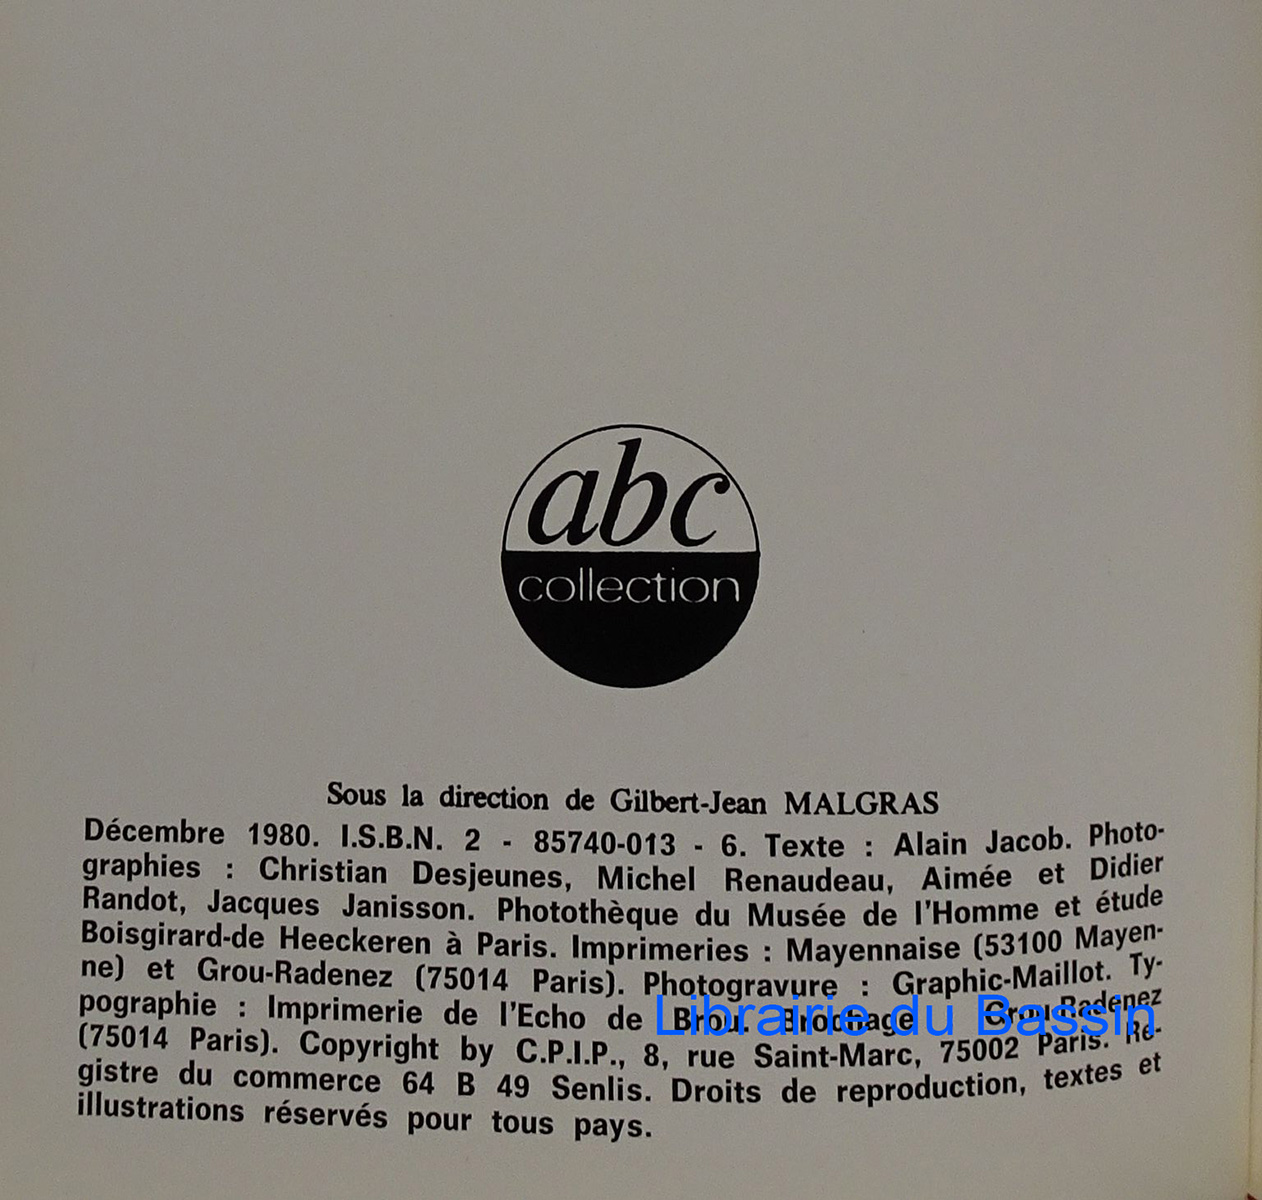 abc
collection
Sous la direction de Gilbert-Jean MALGRAS
Décembre 1980. I.S.B.N. 2 - 85740-013 - 6. Texte : Alain Jacob. Photo-
graphies : Christian Desjeunes, Michel Renaudeau, Aimée et Didier
Randot, Jacques Janisson. Photothèque du Musée de l'Homme et étude
Boisgirard-de Heeckeren à Paris. Imprimeries : Mayennaise (53100 Mayen-
ne) et Grou-Radenez (75014 Paris). Photogravure : Graphic-Maillot. Ty-
pographie : Imprimerie de l'Echo de Brou. Brochage Grou-Radenez
Librairie du Bassin
(75014 Paris). Copyright by C.P.I.P., 8, rue Saint-Marc, 75002 Paris. Re-
gistre du commerce 64 B 49 Senlis. Droits de reproduction, textes et
illustrations réservés pour tous pays.